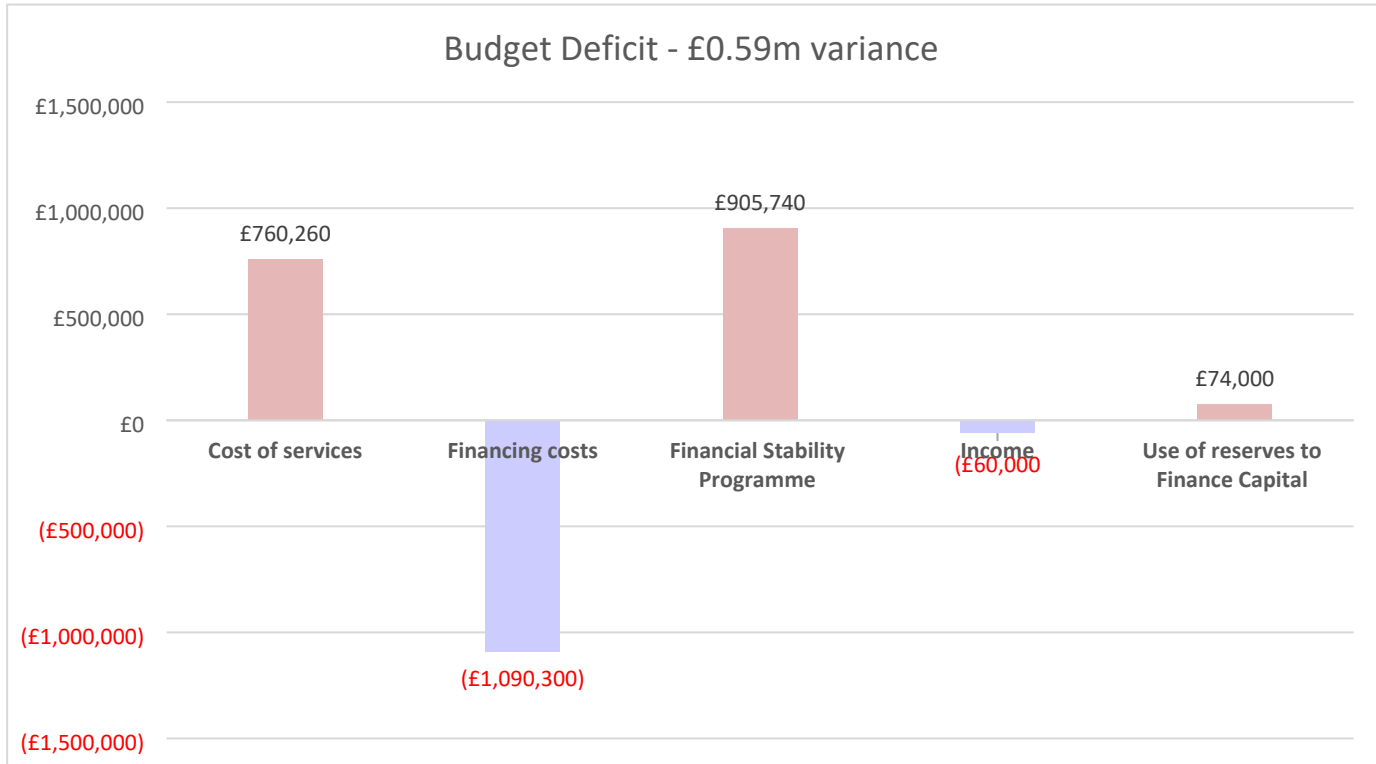 Budget Deficit - £0.59m variance
£1,500,000
£1,000,000
£500,000
£0
(£500,000)
(£1,000,000)
(£1,500,000)
£760,260
(£1,090,300)
£905,740
(£60,000
£74,000
Cost of services
Financing costs
Financial Stability
Programme
Income
Use of reserves to
Finance Capital